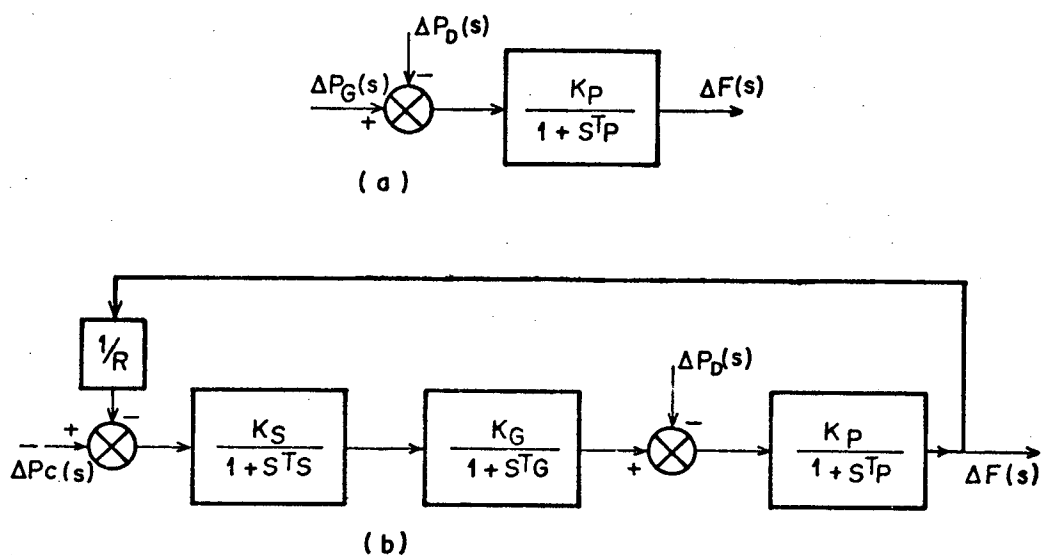 ΔP_D(s)
−
ΔP_G(s)
+
K_P
1 + ST_P
ΔF(s)
(a)
1/R
−
+
ΔPc(s)
K_S
1 + ST_S
K_G
1 + ST_G
ΔP_D(s)
−
+
K_P
1 + ST_P
ΔF(s)
(b)